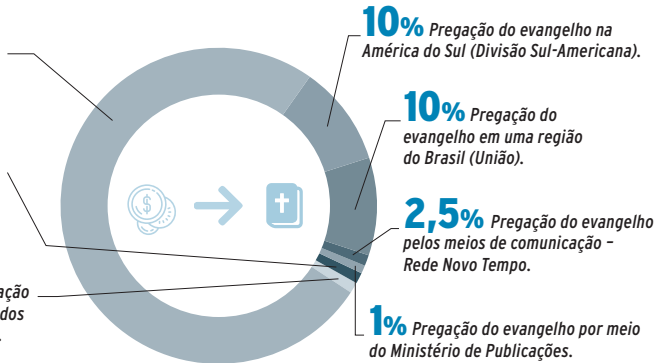 10% Pregação do evangelho na
América do Sul (Divisão Sul-Americana).
10% Pregação do
evangelho em uma região
do Brasil (União).
2,5% Pregação do evangelho
pelos meios de comunicação –
Rede Novo Tempo.
1% Pregação do evangelho por meio
do Ministério de Publicações.
$